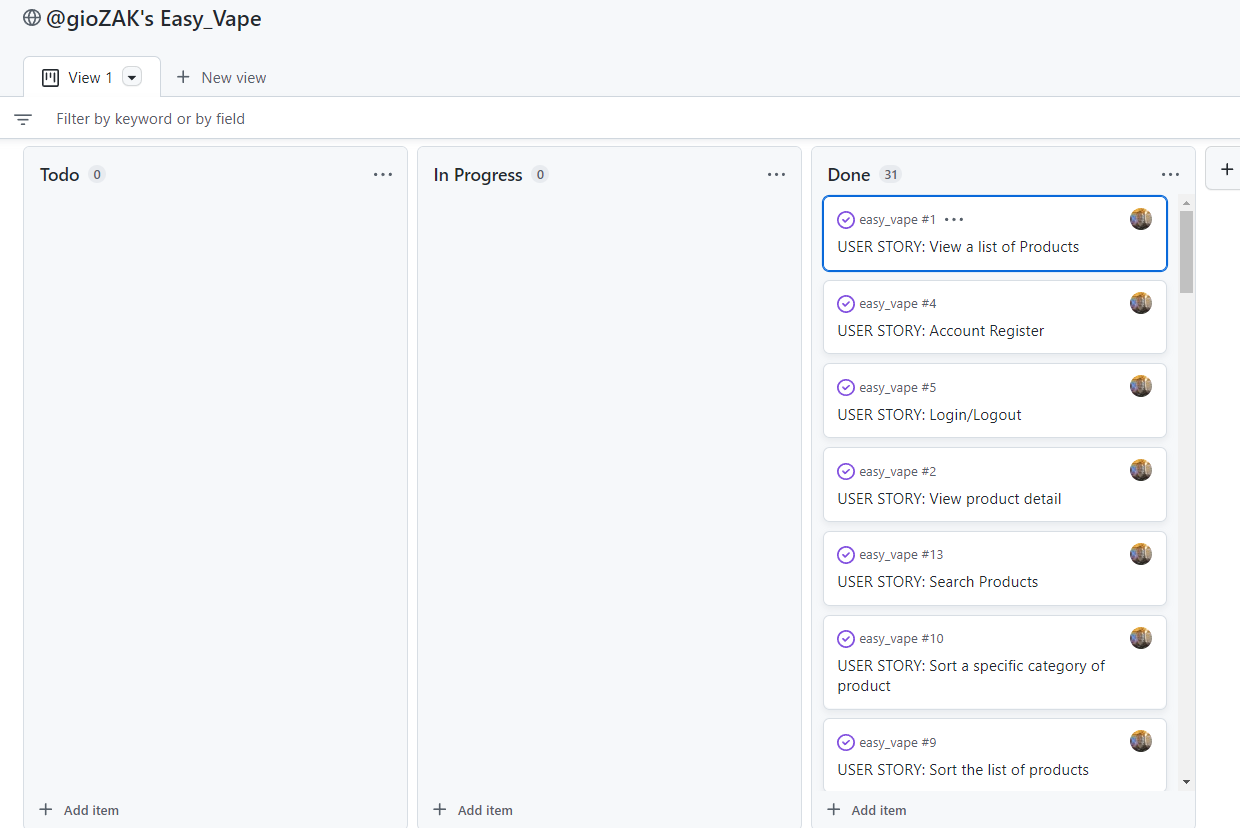 @gioZAK's Easy_Vape
View 1
New view
Filter by keyword or by field
Todo 0
In Progress 0
Done 31
easy_vape #1
USER STORY: View a list of Products
easy_vape #4
USER STORY: Account Register
easy_vape #5
USER STORY: Login/Logout
easy_vape #2
USER STORY: View product detail
easy_vape #13
USER STORY: Search Products
easy_vape #10
USER STORY: Sort a specific category of
product
easy_vape #9
USER STORY: Sort the list of products
Add item
Add item
Add item